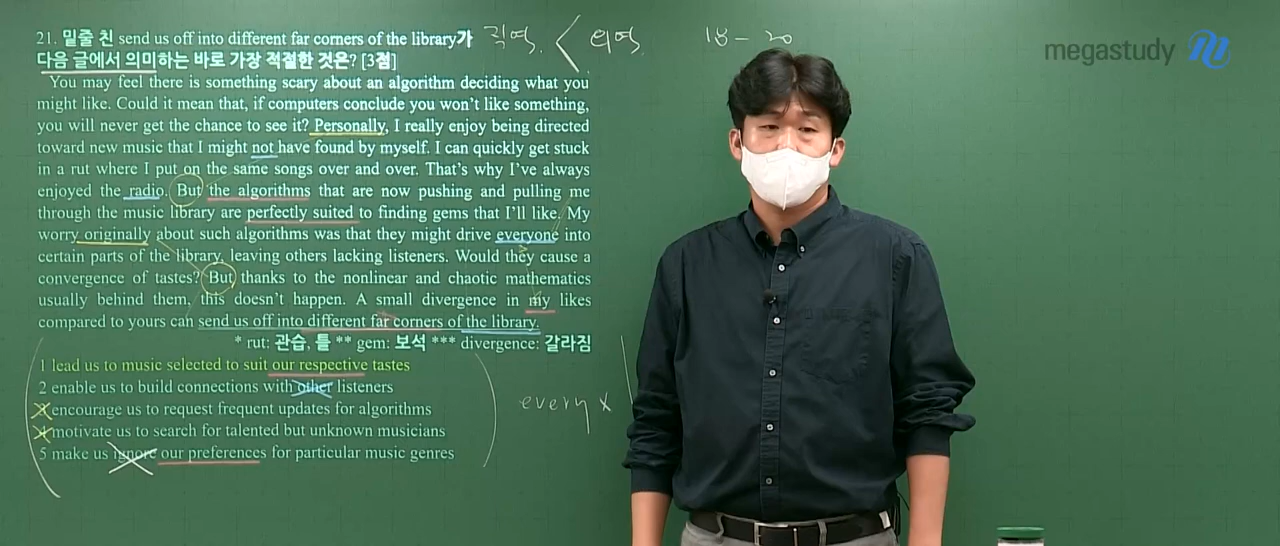 21. 밑줄 친 send us off into different far corners of the library가
다음 글에서 의미하는 바로 가장 적절한 것은? [3점]
직역 < 의역
18 - 20
megastudy
You may feel there is something scary about an algorithm deciding what you
might like. Could it mean that, if computers conclude you won't like something,
you will never get the chance to see it? Personally, I really enjoy being directed
toward new music that I might not have found by myself. I can quickly get stuck
in a rut where I put on the same songs over and over. That's why I've always
enjoyed the radio. But the algorithms that are now pushing and pulling me
through the music library are perfectly suited to finding gems that I'll like. My
worry originally about such algorithms was that they might drive everyone into
certain parts of the library, leaving others lacking listeners. Would they cause a
convergence of tastes? But thanks to the nonlinear and chaotic mathematics
usually behind them, this doesn't happen. A small divergence in my likes
compared to yours can send us off into different far corners of the library.
* rut: 관습, 틀 ** gem: 보석 *** divergence: 갈라짐
1 lead us to music selected to suit our respective tastes
2 enable us to build connections with other listeners
3 encourage us to request frequent updates for algorithms
4 motivate us to search for talented but unknown musicians
5 make us ignore our preferences for particular music genres
every x